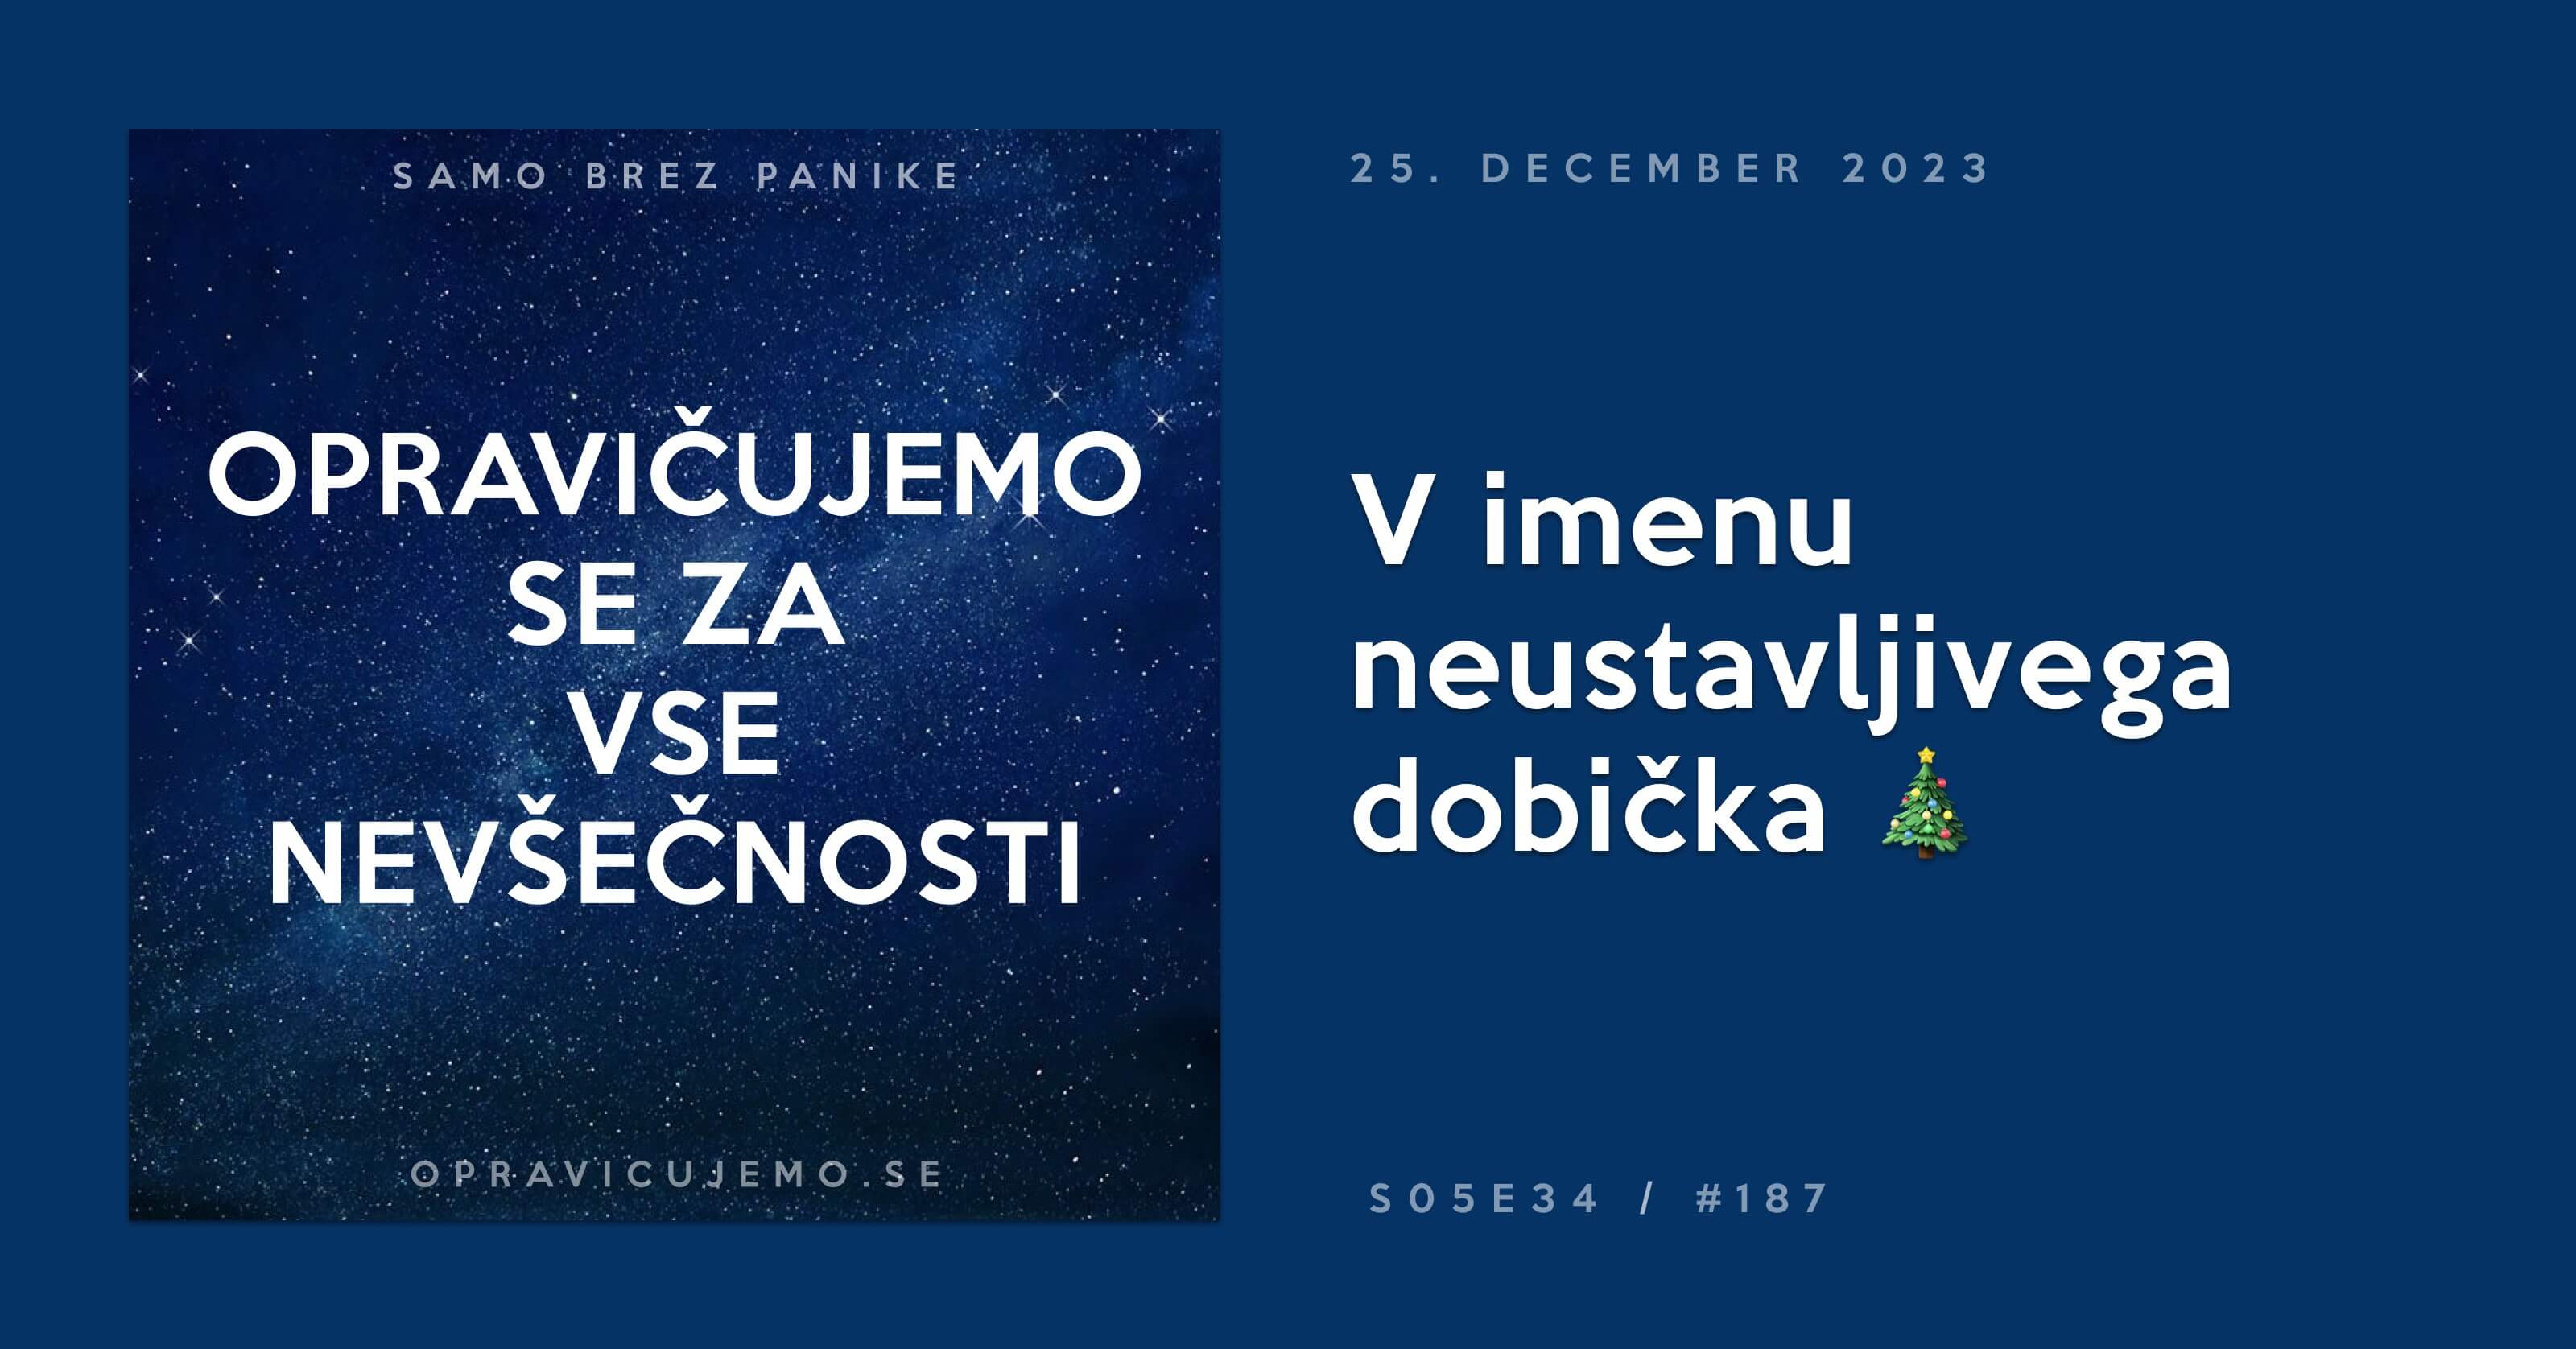 SAMO BREZ PANIKE
OPRAVIČUJEMO
SE ZA
VSE
NEVŠEČNOSTI
OPRAVICUJEMO.SE
25. DECEMBER 2023
V imenu
neustavljivega
dobička 🎄
S05E34 / #187